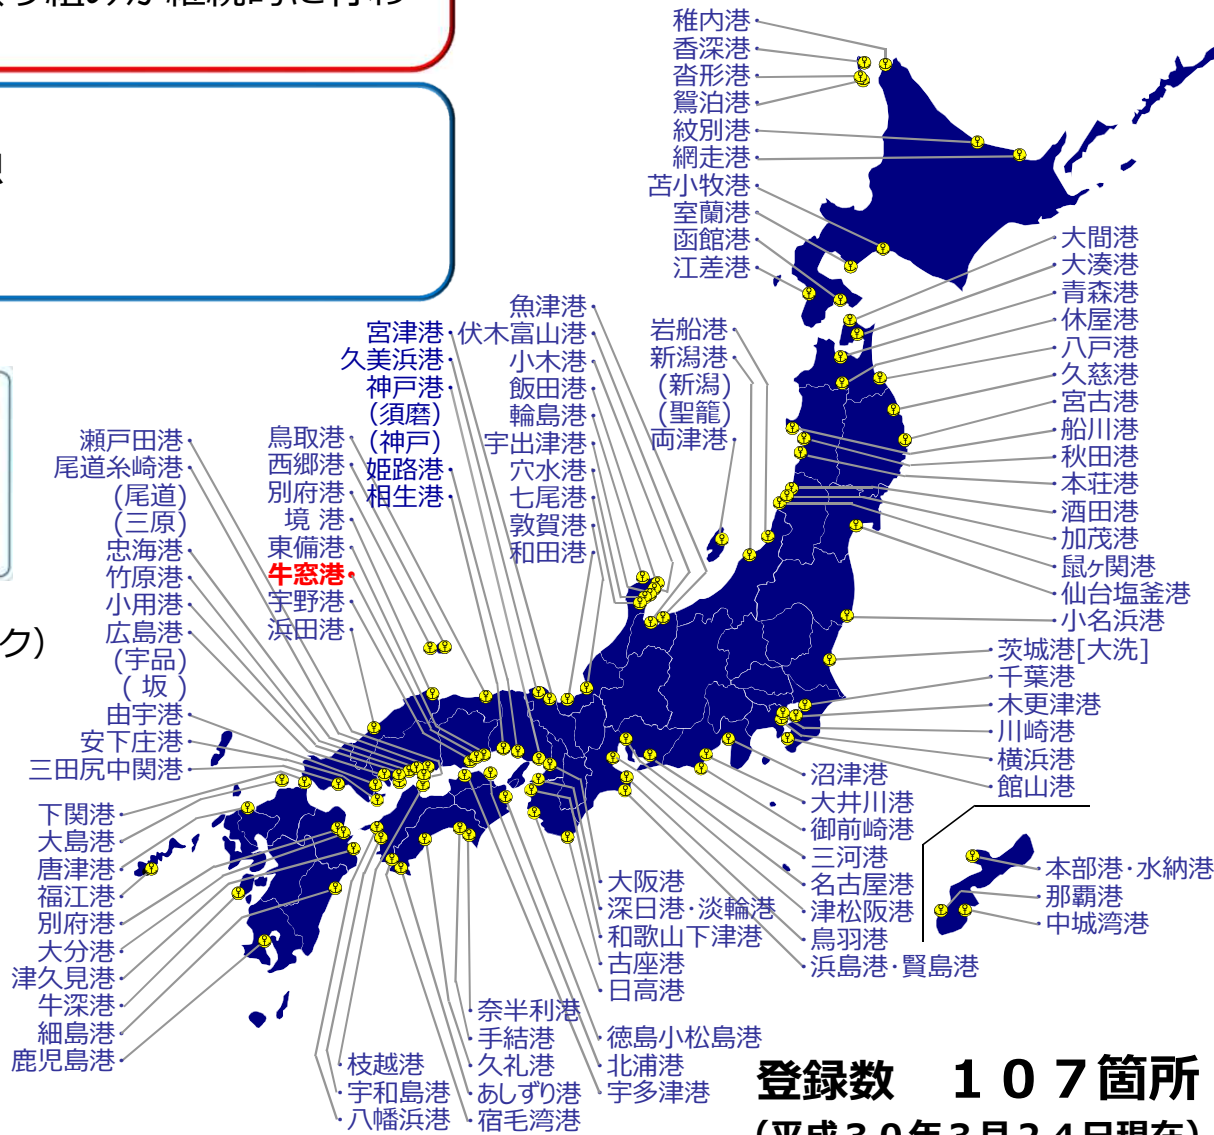 稚内港
香深港
沓形港
鴛泊港
紋別港
網走港
苫小牧港
室蘭港
函館港
江差港
大間港
大湊港
青森港
休屋港
八戸港
久慈港
宮古港
船川港
秋田港
本荘港
酒田港
加茂港
鼠ヶ関港
仙台塩釜港
小名浜港
茨城港[大洗]
千葉港
木更津港
川崎港
横浜港
館山港
岩船港
新潟港
(新潟)
(聖籠)
両津港
魚津港
伏木富山港
小木港
飯田港
輪島港
宇出津港
穴水港
七尾港
敦賀港
和田港
宮津港
久美浜港
神戸港
(須磨)
(神戸)
姫路港
相生港
鳥取港
西郷港
別府港
境 港
東備港
牛窓港
宇野港
浜田港
瀬戸田港
尾道糸崎港
(尾道)
(三原)
忠海港
竹原港
小用港
広島港
(宇品)
( 坂 )
由宇港
安下庄港
三田尻中関港
ク)
下関港
大島港
唐津港
福江港
別府港
大分港
津久見港
牛深港
細島港
鹿児島港
枝越港
宇和島港
八幡浜港
奈半利港
手結港
久礼港
あしずり港
宿毛湾港
徳島小松島港
北浦港
宇多津港
大阪港
深日港・淡輪港
和歌山下津港
古座港
日高港
沼津港
大井川港
御前崎港
三河港
名古屋港
津松阪港
鳥羽港
浜島港・賢島港
本部港・水納港
那覇港
中城湾港
登録数 １０７箇所
(平成３０年３月２４日現在)